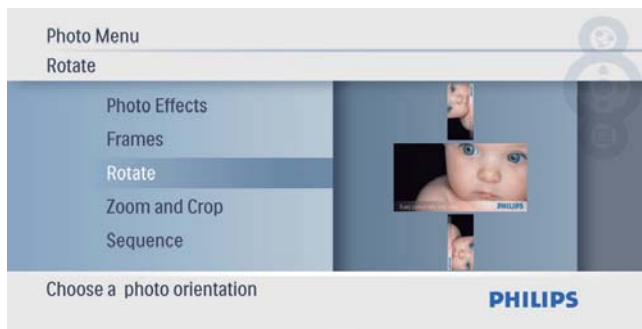 Photo Menu
Rotate
Photo Effects
Frames
Rotate
Zoom and Crop
Sequence
PHILIPS
Choose a photo orientation
PHILIPS